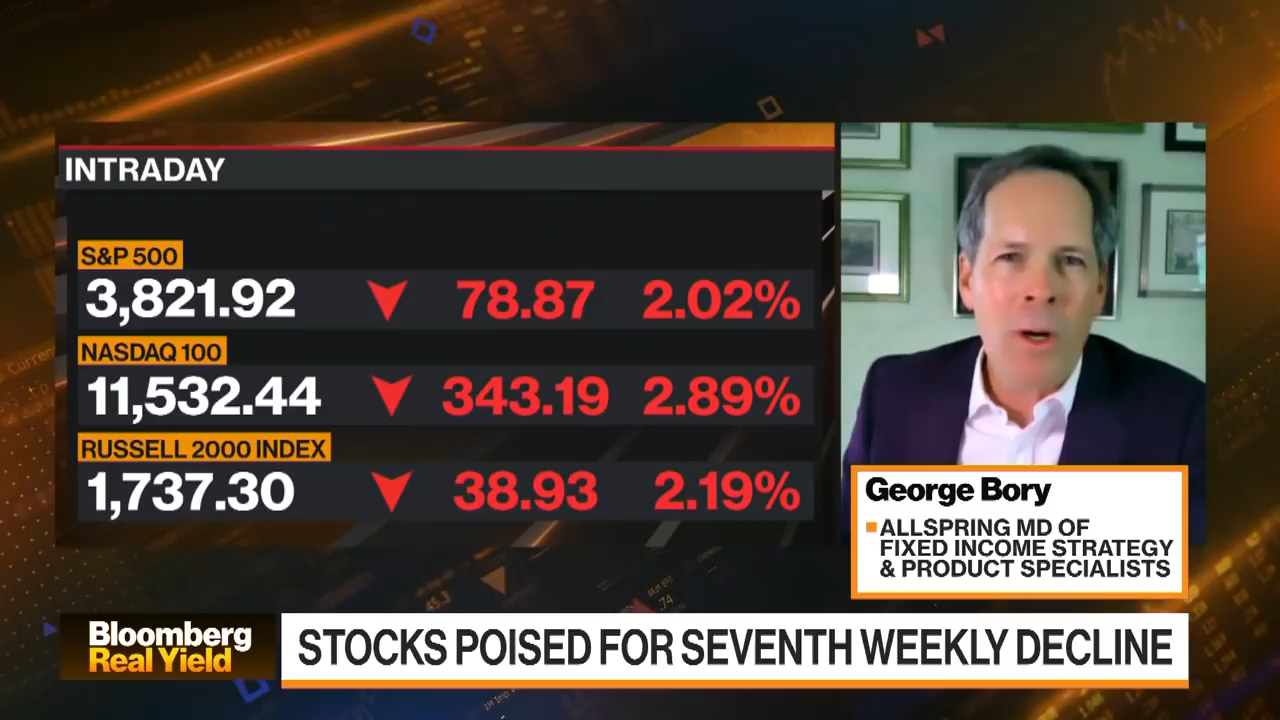 INTRADAY
S&P 500
3,821.92 78.87 2.02%
NASDAQ 100
11,532.44 343.19 2.89%
RUSSELL 2000 INDEX
1,737.30 38.93 2.19%
George Bory
ALLSPRING MD OF
FIXED INCOME STRATEGY
& PRODUCT SPECIALISTS
Bloomberg
Real Yield
STOCKS POISED FOR SEVENTH WEEKLY DECLINE